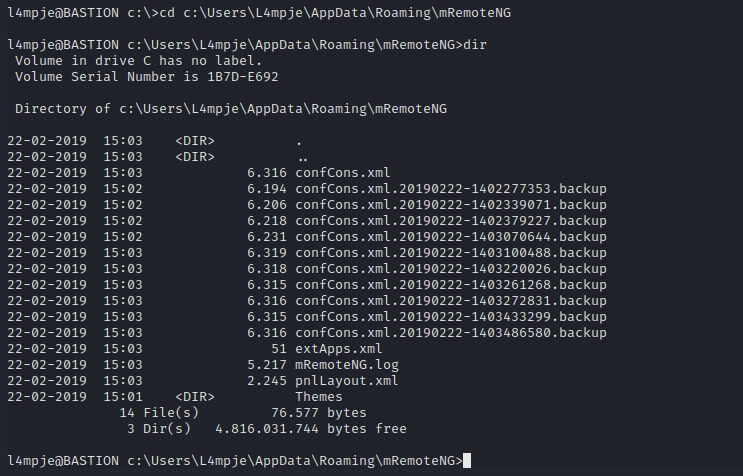 l4mpje@BASTION c:\>cd c:\Users\L4mpje\AppData\Roaming\mRemoteNG
l4mpje@BASTION c:\Users\L4mpje\AppData\Roaming\mRemoteNG>dir
 Volume in drive C has no label.
 Volume Serial Number is 1B7D-E692
 Directory of c:\Users\L4mpje\AppData\Roaming\mRemoteNG
22-02-2019  15:03    <DIR>          .
22-02-2019  15:03    <DIR>          ..
22-02-2019  15:03             6.316 confCons.xml
22-02-2019  15:02             6.194 confCons.xml.20190222-1402277353.backup
22-02-2019  15:02             6.206 confCons.xml.20190222-1402339071.backup
22-02-2019  15:02             6.218 confCons.xml.20190222-1402379227.backup
22-02-2019  15:02             6.231 confCons.xml.20190222-1403070644.backup
22-02-2019  15:03             6.319 confCons.xml.20190222-1403100488.backup
22-02-2019  15:03             6.318 confCons.xml.20190222-1403220026.backup
22-02-2019  15:03             6.315 confCons.xml.20190222-1403261268.backup
22-02-2019  15:03             6.316 confCons.xml.20190222-1403272831.backup
22-02-2019  15:03             6.315 confCons.xml.20190222-1403433299.backup
22-02-2019  15:03             6.316 confCons.xml.20190222-1403486580.backup
22-02-2019  15:03                51 extApps.xml
22-02-2019  15:03             5.217 mRemoteNG.log
22-02-2019  15:03             2.245 pnlLayout.xml
22-02-2019  15:01    <DIR>          Themes
              14 File(s)         76.577 bytes
               3 Dir(s)   4.816.031.744 bytes free
l4mpje@BASTION c:\Users\L4mpje\AppData\Roaming\mRemoteNG>